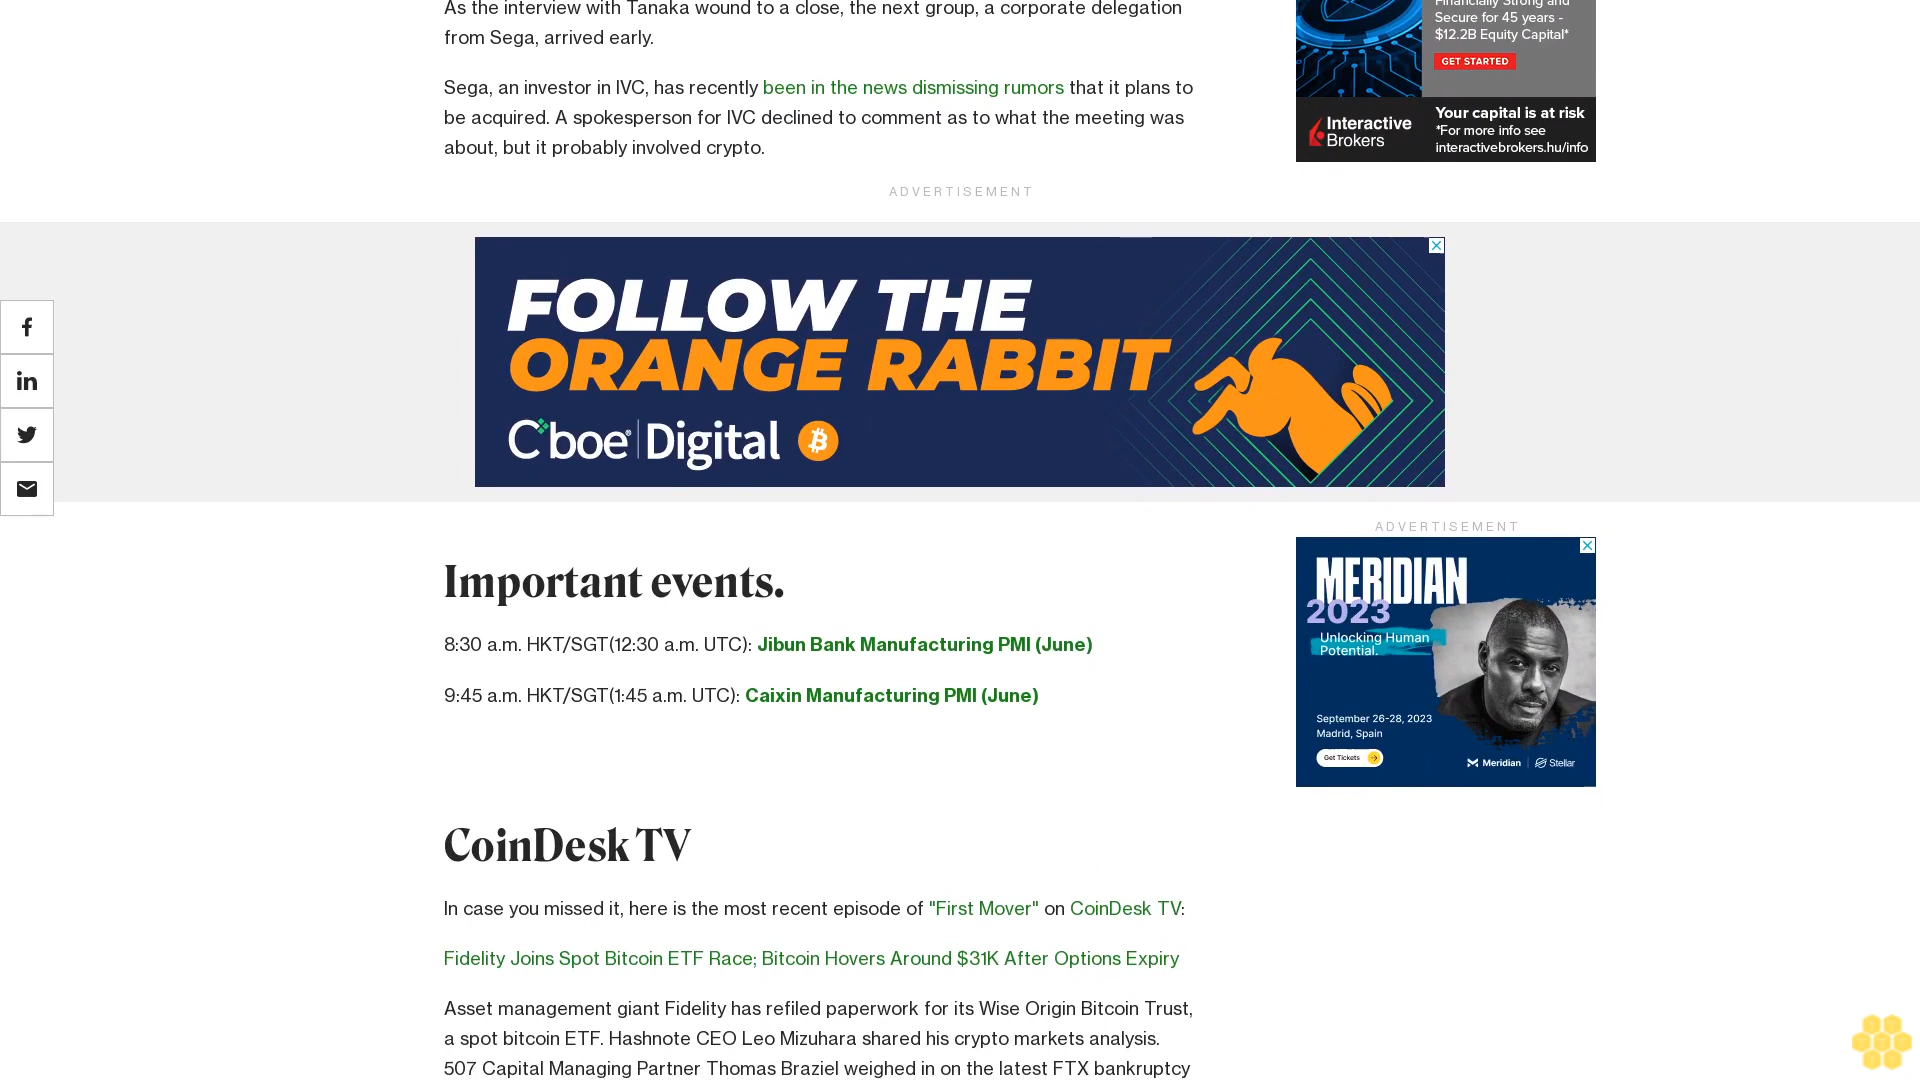 As the interview with Tanaka wound to a close, the next group, a corporate delegation
from Sega, arrived early.
Sega, an investor in IVC, has recently been in the news dismissing rumors that it plans to
be acquired. A spokesperson for IVC declined to comment as to what the meeting was
about, but it probably involved crypto.
Financially Strong and
Secure for 45 years -
$12.2B Equity Capital*
GET STARTED
Interactive
Brokers
Your capital is at risk
*For more info see
interactivebrokers.hu/info
ADVERTISEMENT
FOLLOW THE
ORANGE RABBIT
Cboe® Digital
ADVERTISEMENT
MERIDIAN
2023
Unlocking Human
Potential.
September 26-28, 2023
Madrid, Spain
Get Tickets
Meridian | Stellar
Important events.
8:30 a.m. HKT/SGT(12:30 a.m. UTC): Jibun Bank Manufacturing PMI (June)
9:45 a.m. HKT/SGT(1:45 a.m. UTC): Caixin Manufacturing PMI (June)
CoinDesk TV
In case you missed it, here is the most recent episode of "First Mover" on CoinDesk TV:
Fidelity Joins Spot Bitcoin ETF Race; Bitcoin Hovers Around $31K After Options Expiry
Asset management giant Fidelity has refiled paperwork for its Wise Origin Bitcoin Trust,
a spot bitcoin ETF. Hashnote CEO Leo Mizuhara shared his crypto markets analysis.
507 Capital Managing Partner Thomas Braziel weighed in on the latest FTX bankruptcy